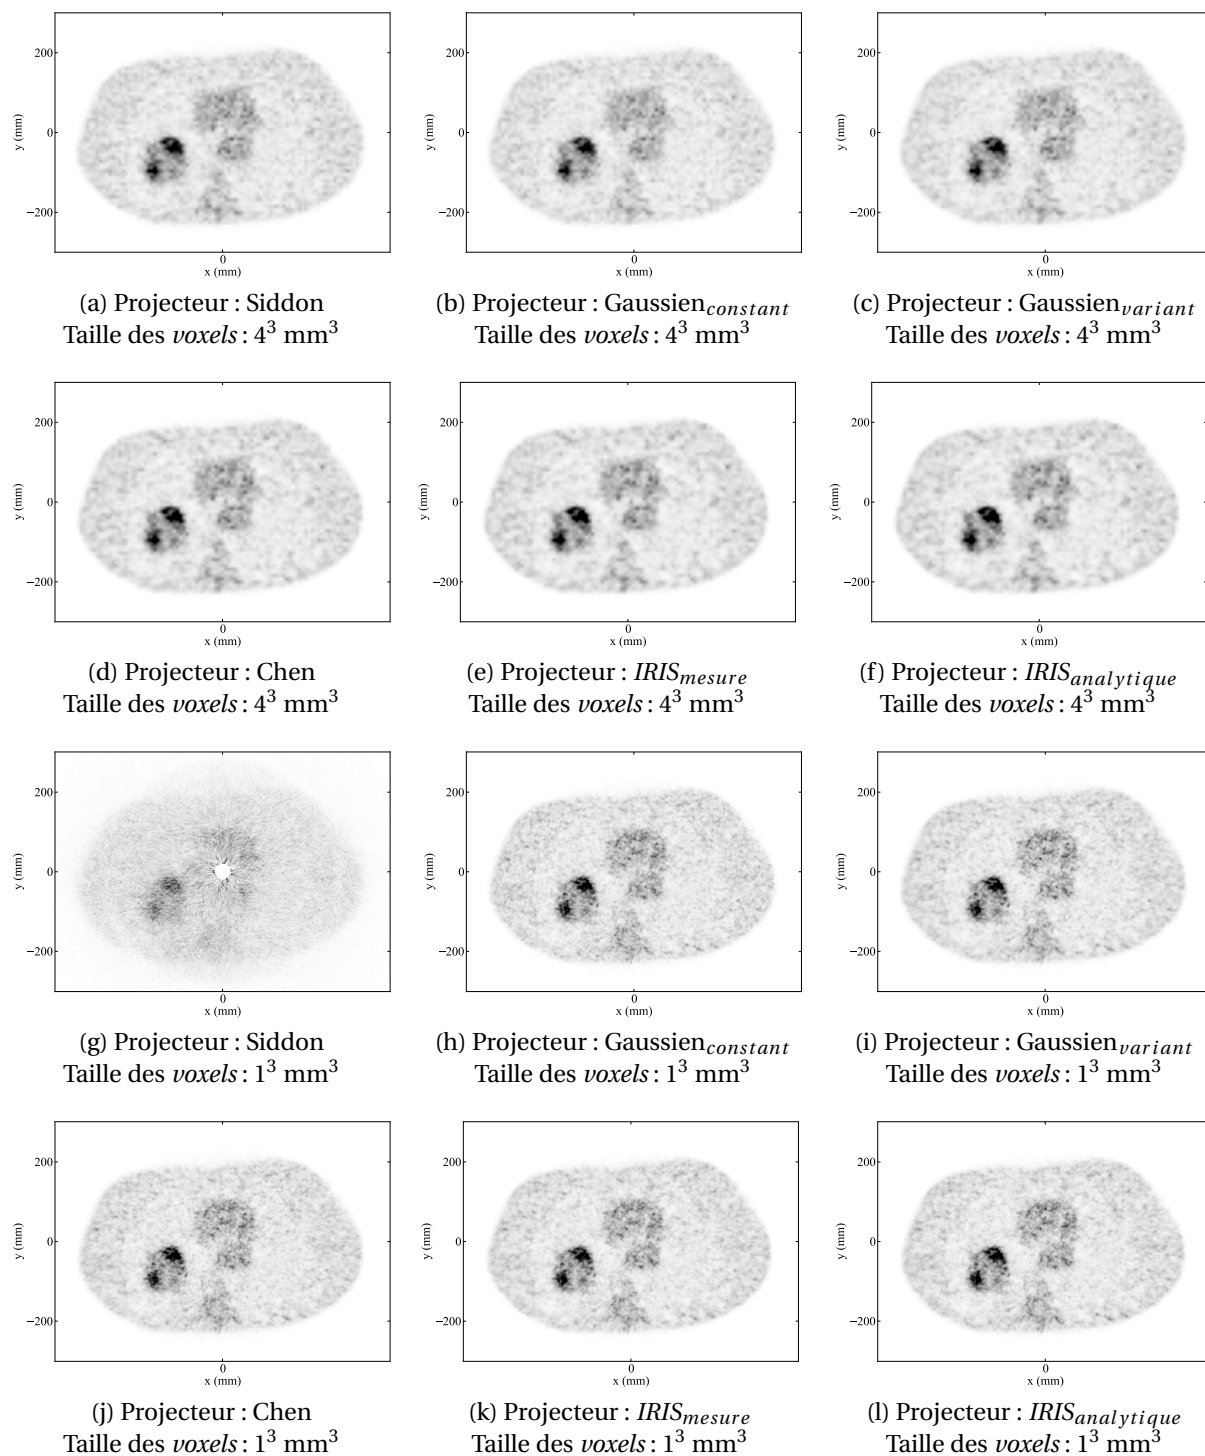 200
0
−200
y (mm)
0
x (mm)
200
0
−200
y (mm)
0
x (mm)
200
0
−200
y (mm)
0
x (mm)
(a) Projecteur : Siddon
Taille des voxels : 4³ mm³
(b) Projecteur : Gaussien_constant
Taille des voxels : 4³ mm³
(c) Projecteur : Gaussien_variant
Taille des voxels : 4³ mm³
200
0
−200
y (mm)
0
x (mm)
200
0
−200
y (mm)
0
x (mm)
200
0
−200
y (mm)
0
x (mm)
(d) Projecteur : Chen
Taille des voxels : 4³ mm³
(e) Projecteur : IRIS_mesure
Taille des voxels : 4³ mm³
(f) Projecteur : IRIS_analytique
Taille des voxels : 4³ mm³
200
0
−200
y (mm)
0
x (mm)
200
0
−200
y (mm)
0
x (mm)
200
0
−200
y (mm)
0
x (mm)
(g) Projecteur : Siddon
Taille des voxels : 1³ mm³
(h) Projecteur : Gaussien_constant
Taille des voxels : 1³ mm³
(i) Projecteur : Gaussien_variant
Taille des voxels : 1³ mm³
200
0
−200
y (mm)
0
x (mm)
200
0
−200
y (mm)
0
x (mm)
200
0
−200
y (mm)
0
x (mm)
(j) Projecteur : Chen
Taille des voxels : 1³ mm³
(k) Projecteur : IRIS_mesure
Taille des voxels : 1³ mm³
(l) Projecteur : IRIS_analytique
Taille des voxels : 1³ mm³